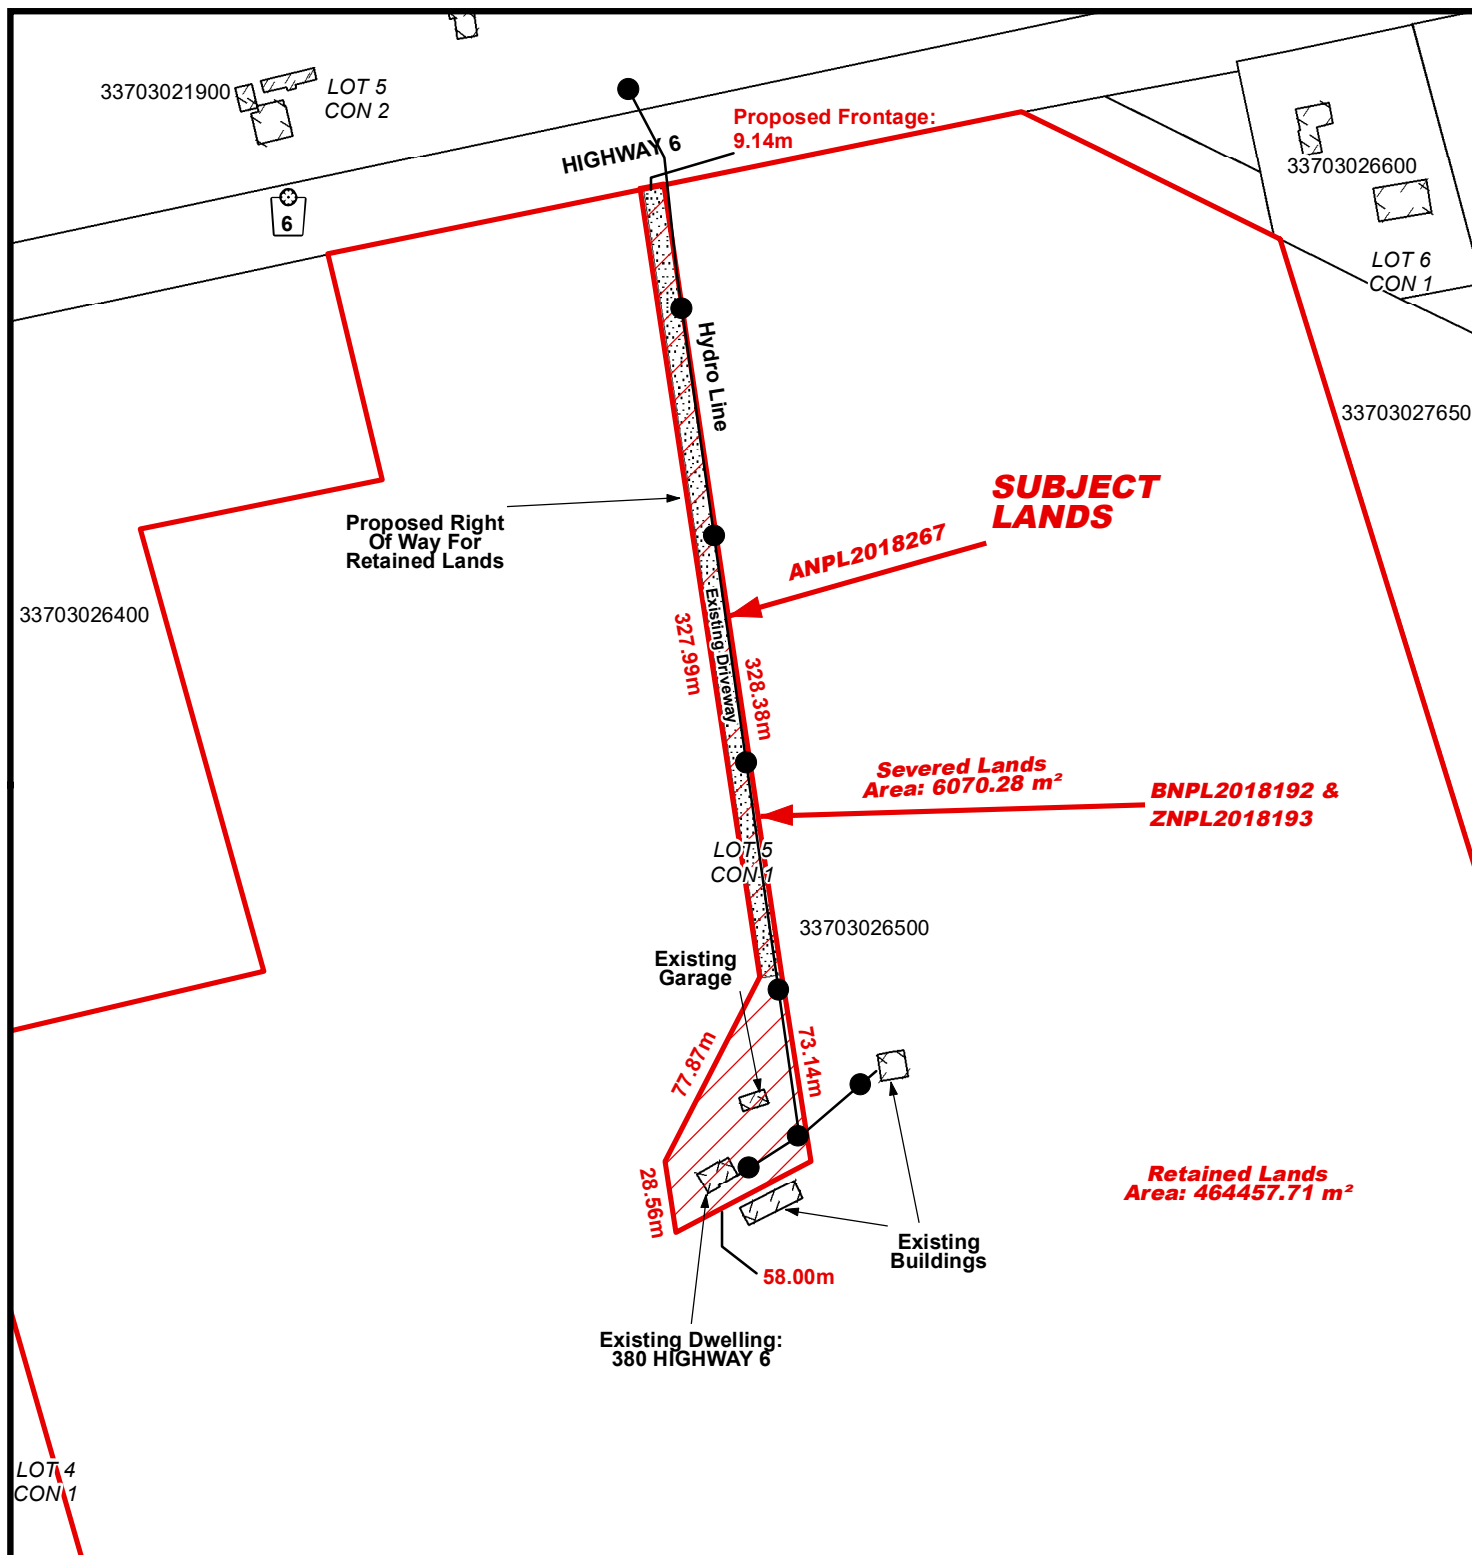 33703021900
LOT 5
CON 2
HIGHWAY 6
Proposed Frontage:
9.14m
33703026600
6
LOT 6
CON 1
Hydro Line
33703027650
SUBJECT
LANDS
Proposed Right
Of Way For
Retained Lands
ANPL2018267
33703026400
Existing Driveway
327.99m
328.38m
Severed Lands
Area: 6070.28 m²
BNPL2018192 &
ZNPL2018193
LOT 5
CON 1
33703026500
Existing
Garage
77.87m
73.14m
28.56m
Retained Lands
Area: 464457.71 m²
Existing
Buildings
58.00m
Existing Dwelling:
380 HIGHWAY 6
LOT 4
CON 1